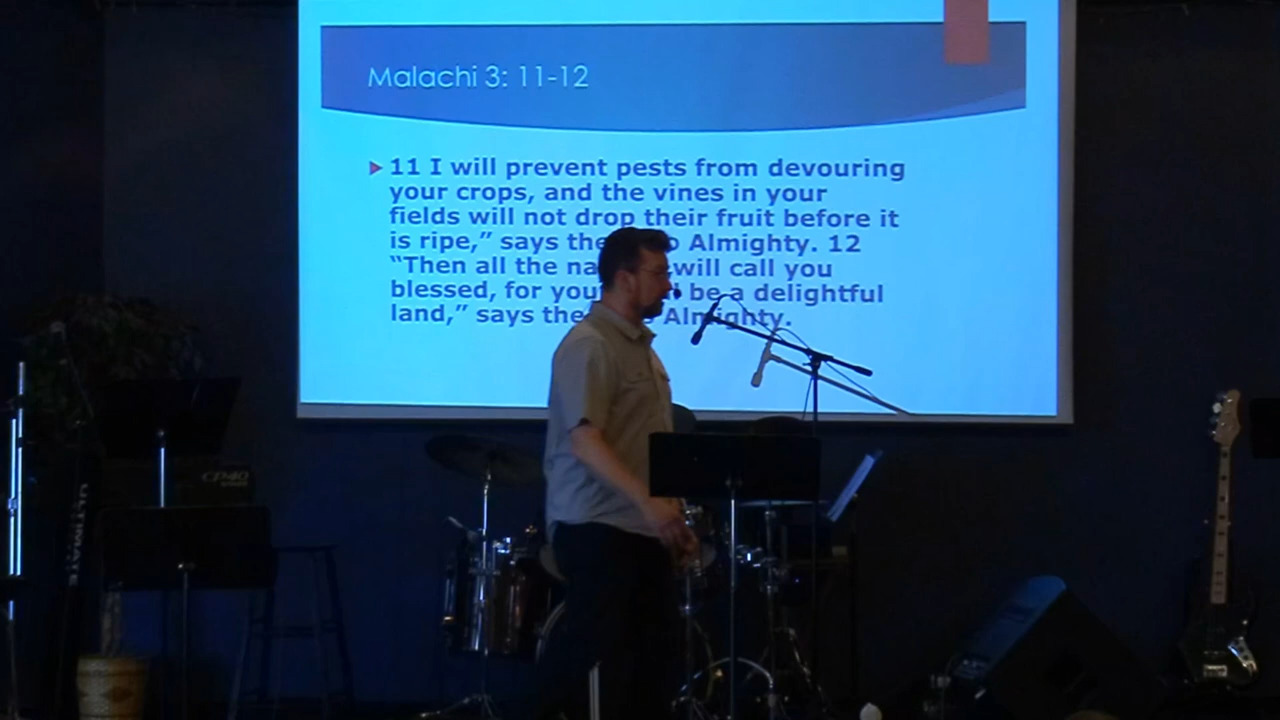 Malachi 3: 11-12
11 I will prevent pests from devouring
your crops, and the vines in your
fields will not drop their fruit before it
is ripe,” says the Almighty. 12
“Then all the will call you
blessed, for be a delightful
land,” says the Almighty.
CP40
ULTIMATE